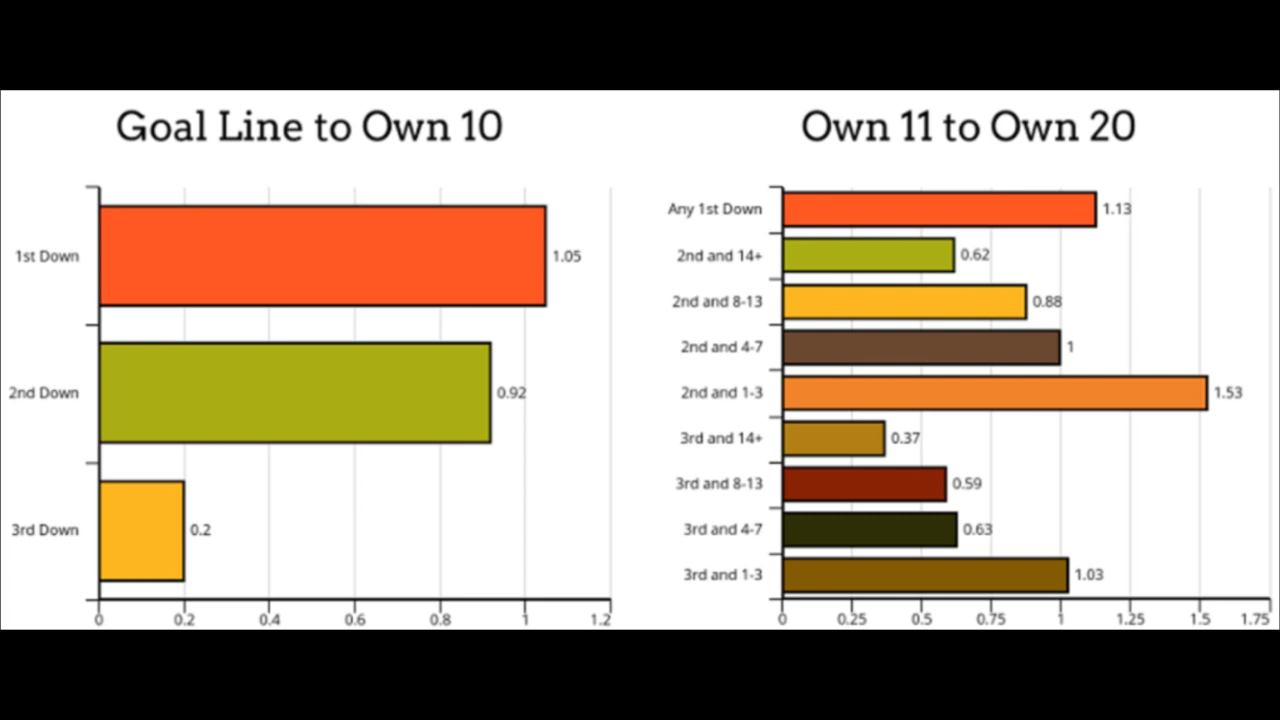 Goal Line to Own 10
1st Down
1.05
2nd Down
0.92
3rd Down
0.2
0 0.2 0.4 0.6 0.8 1 1.2
Own 11 to Own 20
Any 1st Down
1.13
2nd and 14+
0.62
2nd and 8-13
0.88
2nd and 4-7
1
2nd and 1-3
1.53
3rd and 14+
0.37
3rd and 8-13
0.59
3rd and 4-7
0.63
3rd and 1-3
1.03
0 0.25 0.5 0.75 1 1.25 1.5 1.75